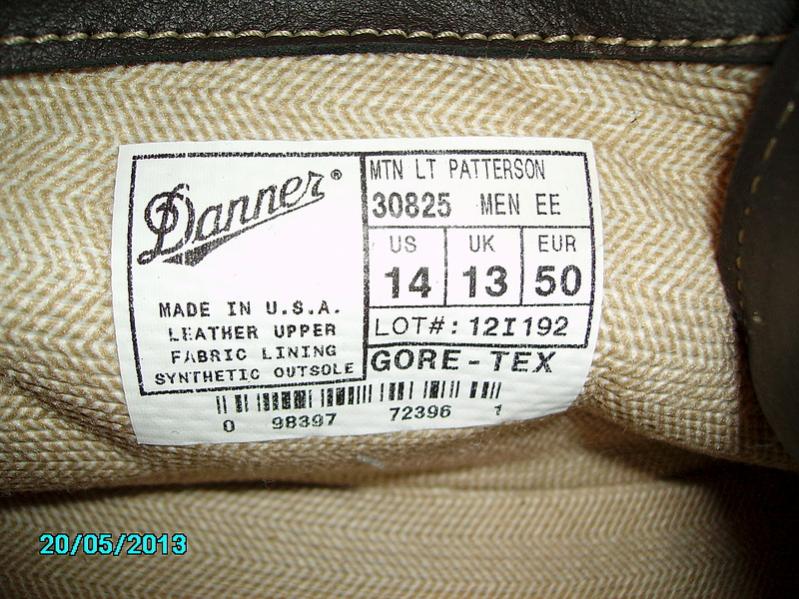 Danner®
MADE IN U.S.A.
LEATHER UPPER
FABRIC LINING
SYNTHETIC OUTSOLE
MTN LT PATTERSON
30825 MEN EE
US UK EUR
14 13 50
LOT#: 12I192
GORE-TEX
0 98397 72396 1
20/05/2013